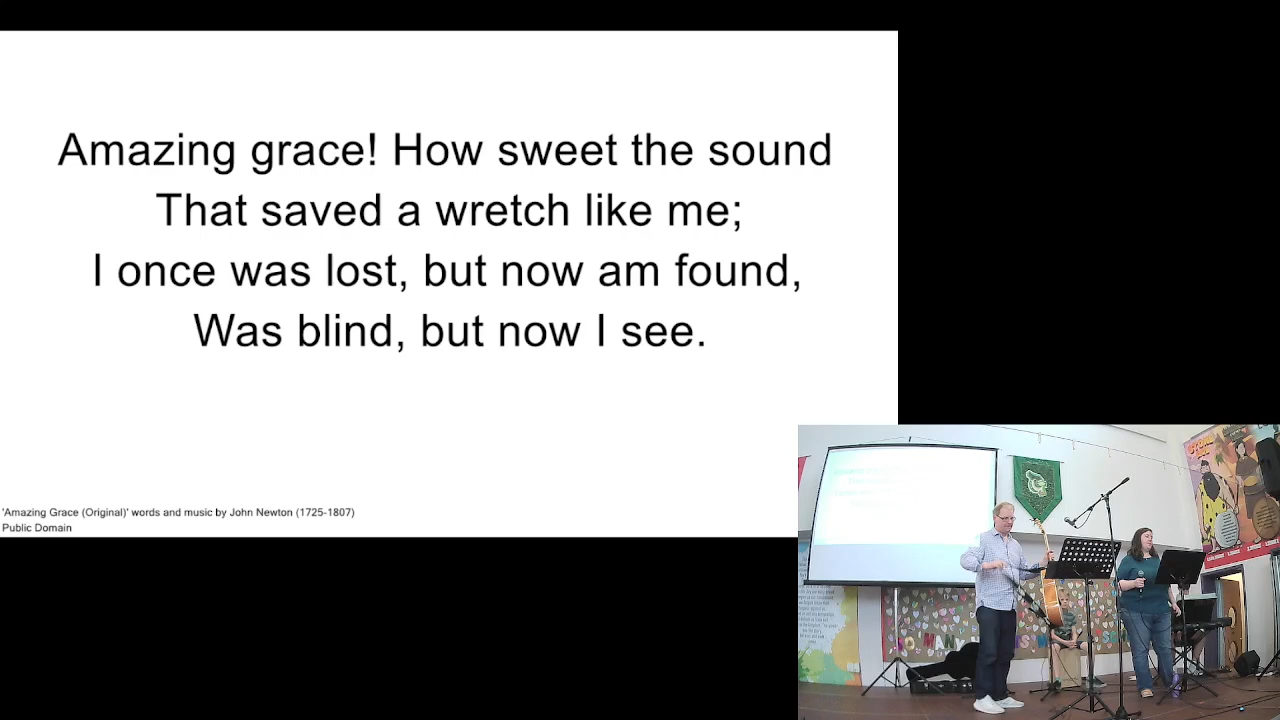 Amazing grace! How sweet the sound
That saved a wretch like me;
I once was lost, but now am found,
Was blind, but now I see.
'Amazing Grace (Original)' words and music by John Newton (1725-1807)
Public Domain